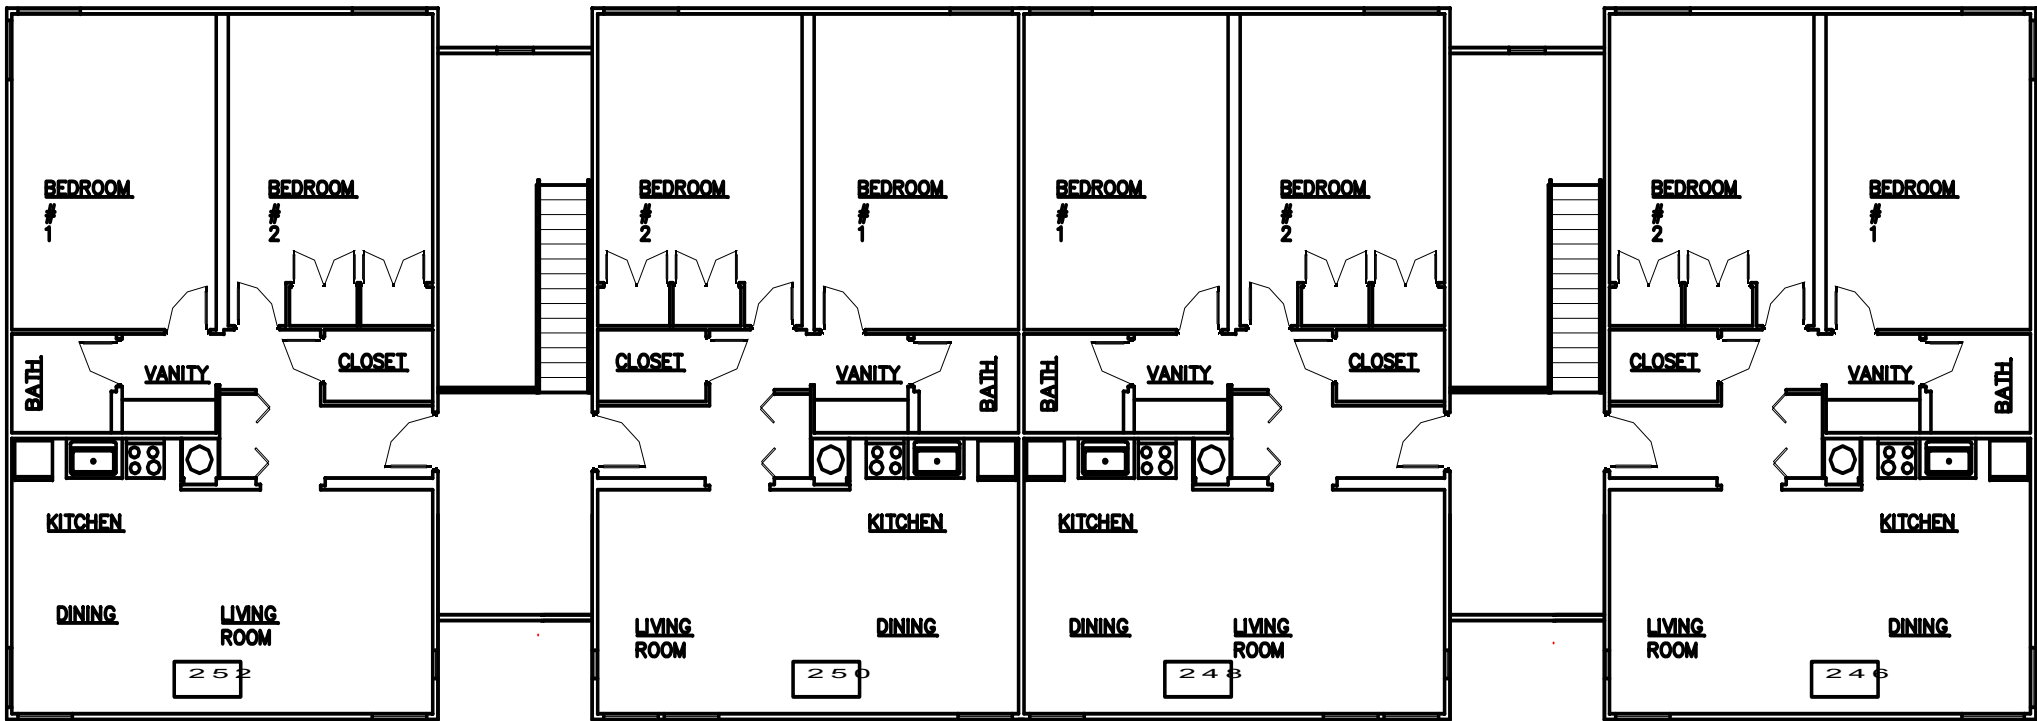 BEDROOM
#
1
BEDROOM
#
2
BEDROOM
#
2
BEDROOM
#
1
BEDROOM
#
1
BEDROOM
#
2
BEDROOM
#
2
BEDROOM
#
1
BATH
VANITY
CLOSET
CLOSET
VANITY
BATH
BATH
VANITY
CLOSET
CLOSET
VANITY
BATH
KITCHEN
KITCHEN
KITCHEN
KITCHEN
DINING
LIVING
ROOM
LIVING
ROOM
DINING
DINING
LIVING
ROOM
LIVING
ROOM
DINING
252
250
248
246